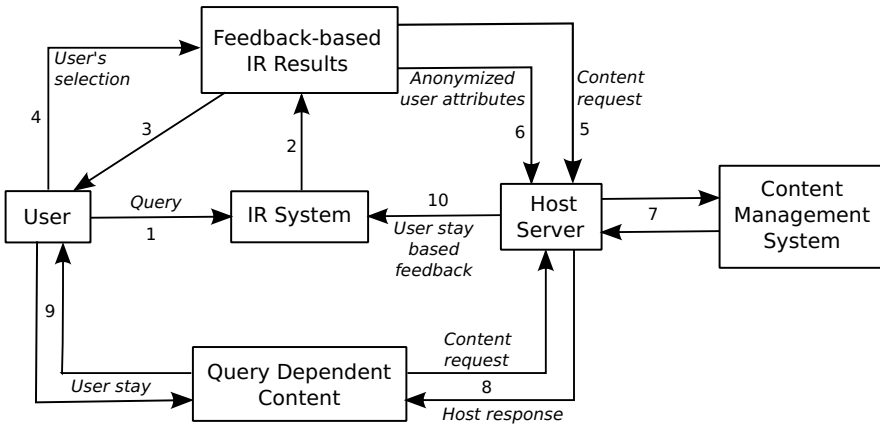 Feedback-based
IR Results
User's
selection
Anonymized
user attributes
Content
request
4
3
2
6
5
User
Query
1
IR System
10
User stay
based
feedback
Host
Server
7
Content
Management
System
9
User stay
Query Dependent
Content
Content
request
8
Host response